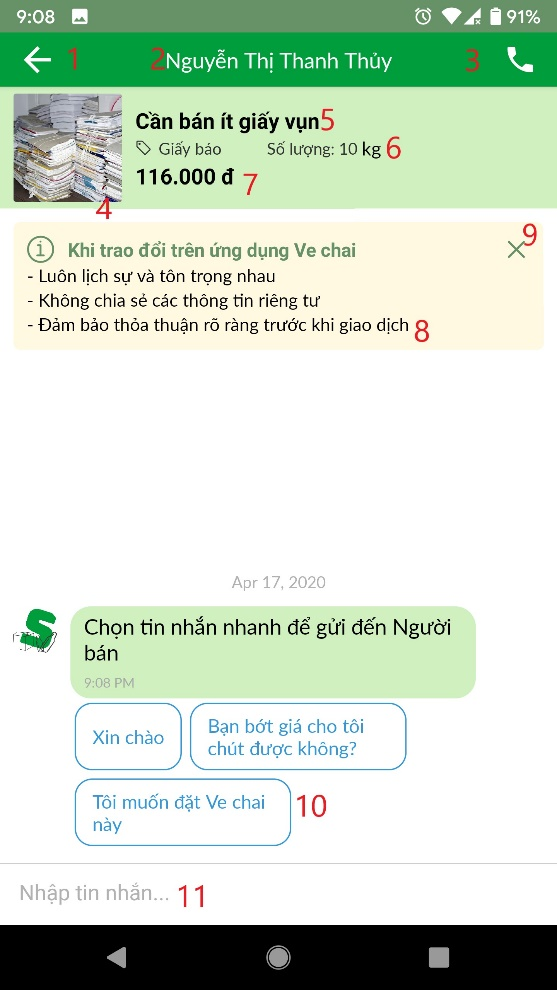 9:08 91%
1 2 Nguyễn Thị Thanh Thủy 3
Cần bán ít giấy vụn 5
Giấy báo Số lượng: 10 kg 6
116.000 đ 7
4
9
Khi trao đổi trên ứng dụng Ve chai
- Luôn lịch sự và tôn trọng nhau
- Không chia sẻ các thông tin riêng tư
- Đảm bảo thỏa thuận rõ ràng trước khi giao dịch 8
Apr 17, 2020
Chọn tin nhắn nhanh để gửi đến Người
bán
9:08 PM
Xin chào
Bạn bớt giá cho tôi
chút được không?
Tôi muốn đặt Ve chai
này
10
Nhập tin nhắn... 11